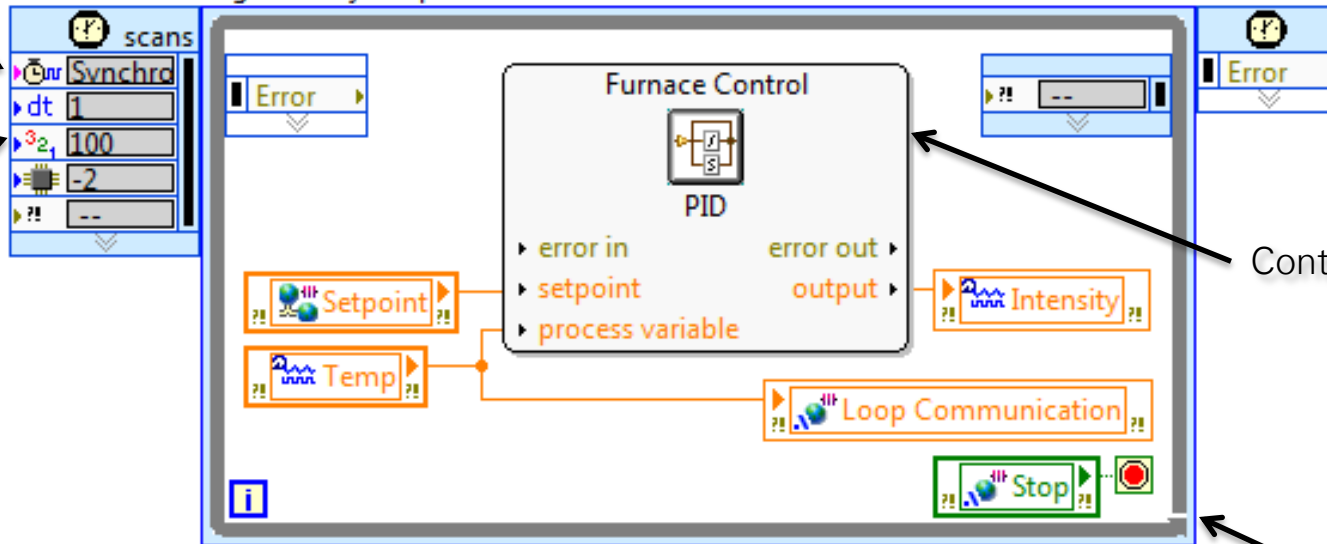 scans
Synchro
dt 1
321 100
-2
?! --
Error
Furnace Control
PID
error in
error out
setpoint
output
process variable
?! --
Error
Setpoint
Temp
Intensity
Loop Communication
Stop
i
Cont